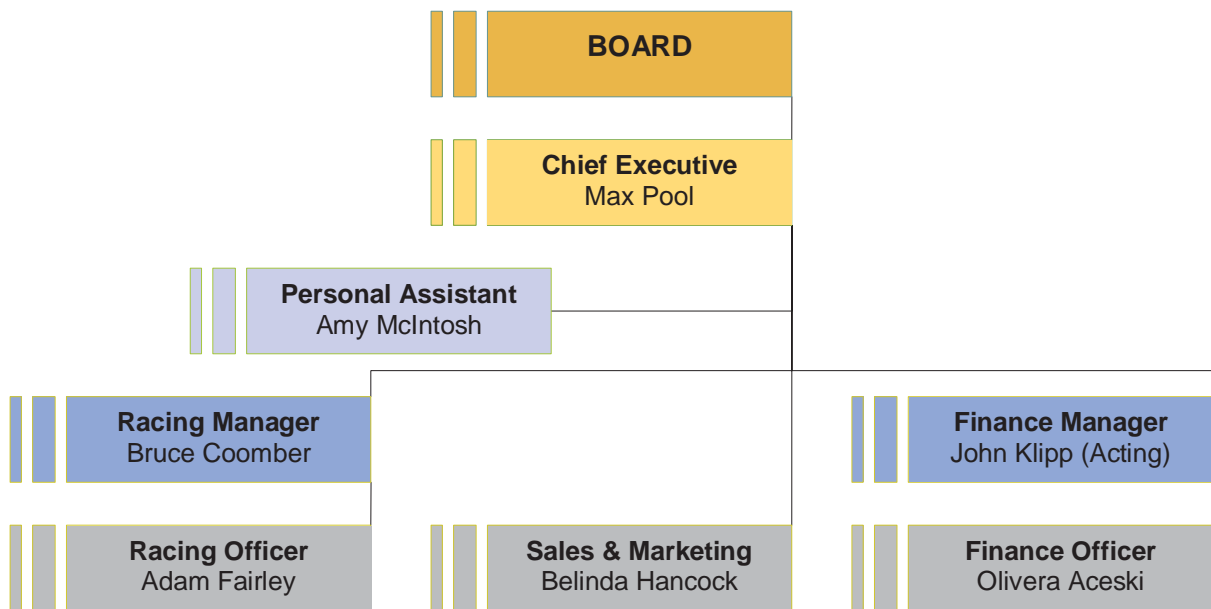 BOARD
Chief Executive
Max Pool
Personal Assistant
Amy McIntosh
Racing Manager
Bruce Coomber
Finance Manager
John Klipp (Acting)
Racing Officer
Adam Fairley
Sales & Marketing
Belinda Hancock
Finance Officer
Olivera Aceski